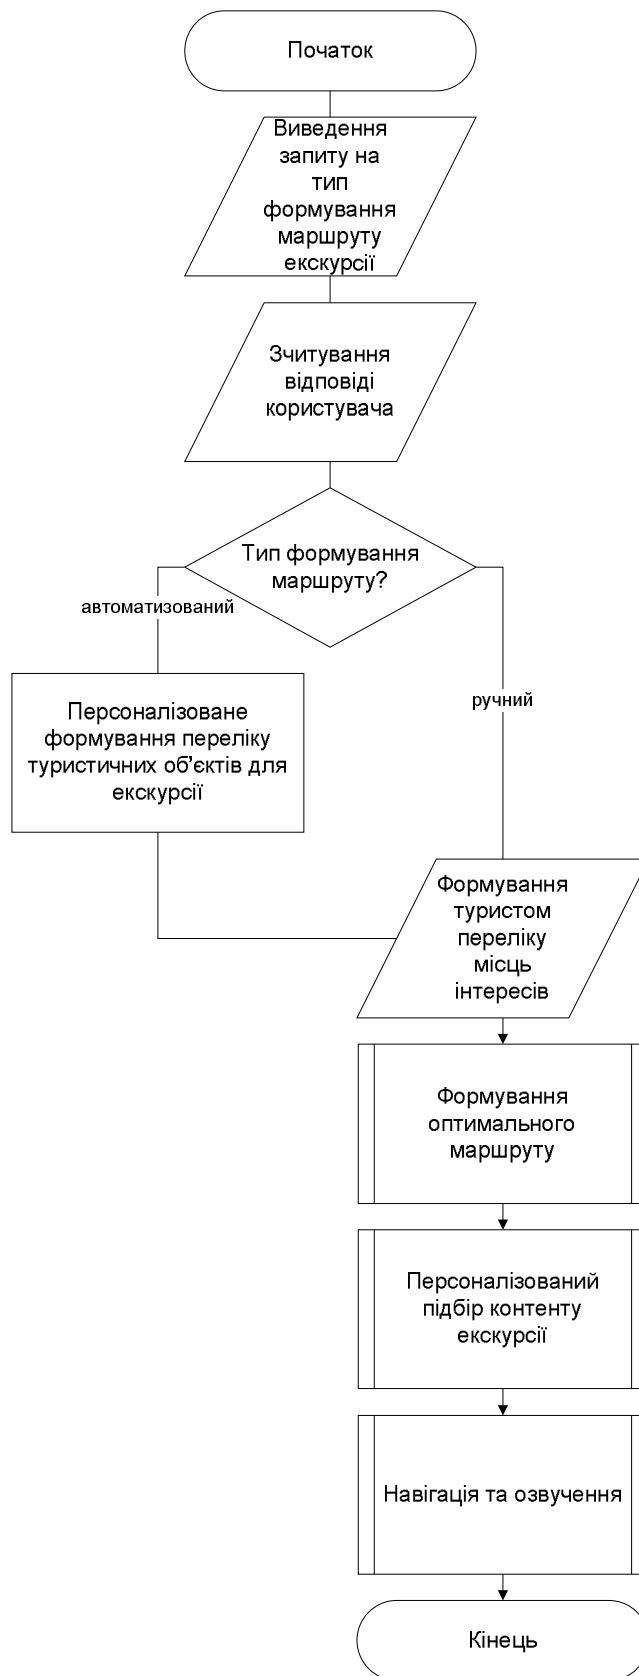 Початок
Виведення
запиту на
тип
формування
маршруту
екскурсії
Зчитування
відповіді
користувача
Тип формування
маршруту?
автоматизований
ручний
Персоналізоване
формування переліку
туристичних об’єктів для
екскурсії
Формування
туристом
переліку
місць
інтересів
Формування
оптимального
маршруту
Персоналізований
підбір контенту
екскурсії
Навігація та озвучення
Кінець